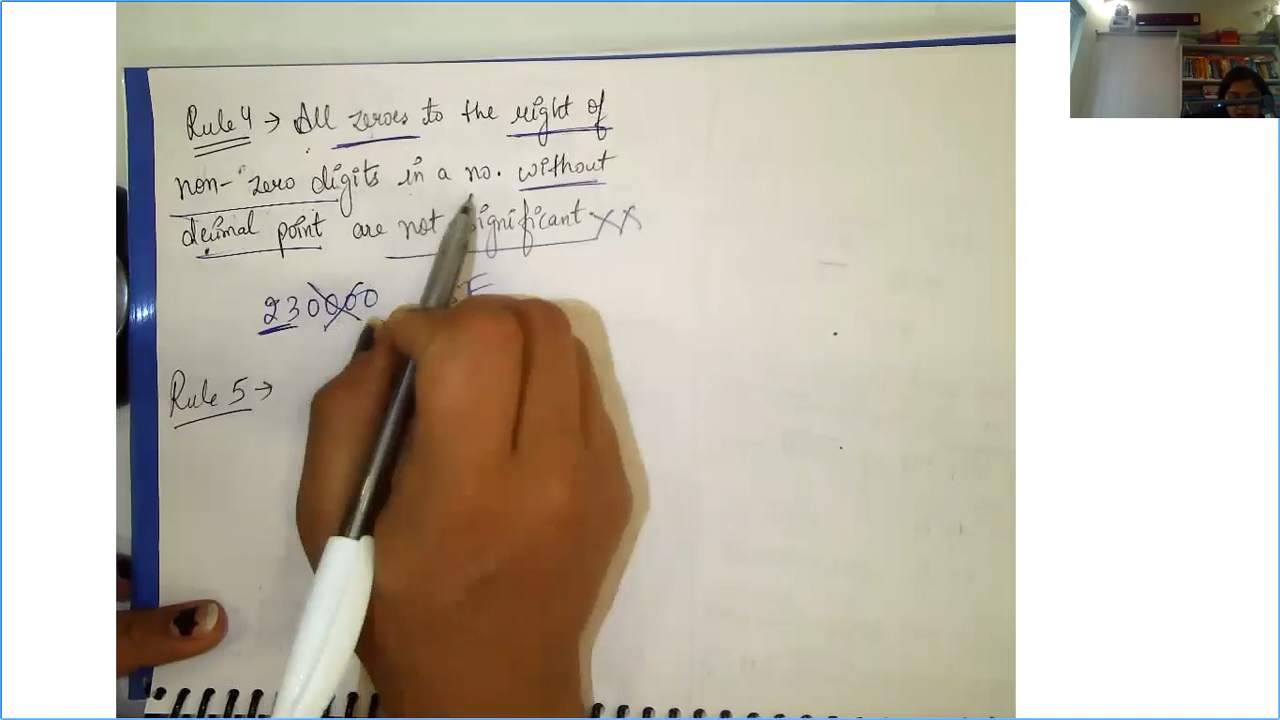 Rule 4 → All zeroes to the right of
non-zero digits in a no. without
decimal point are not significant XX
230000 F
Rule 5 →